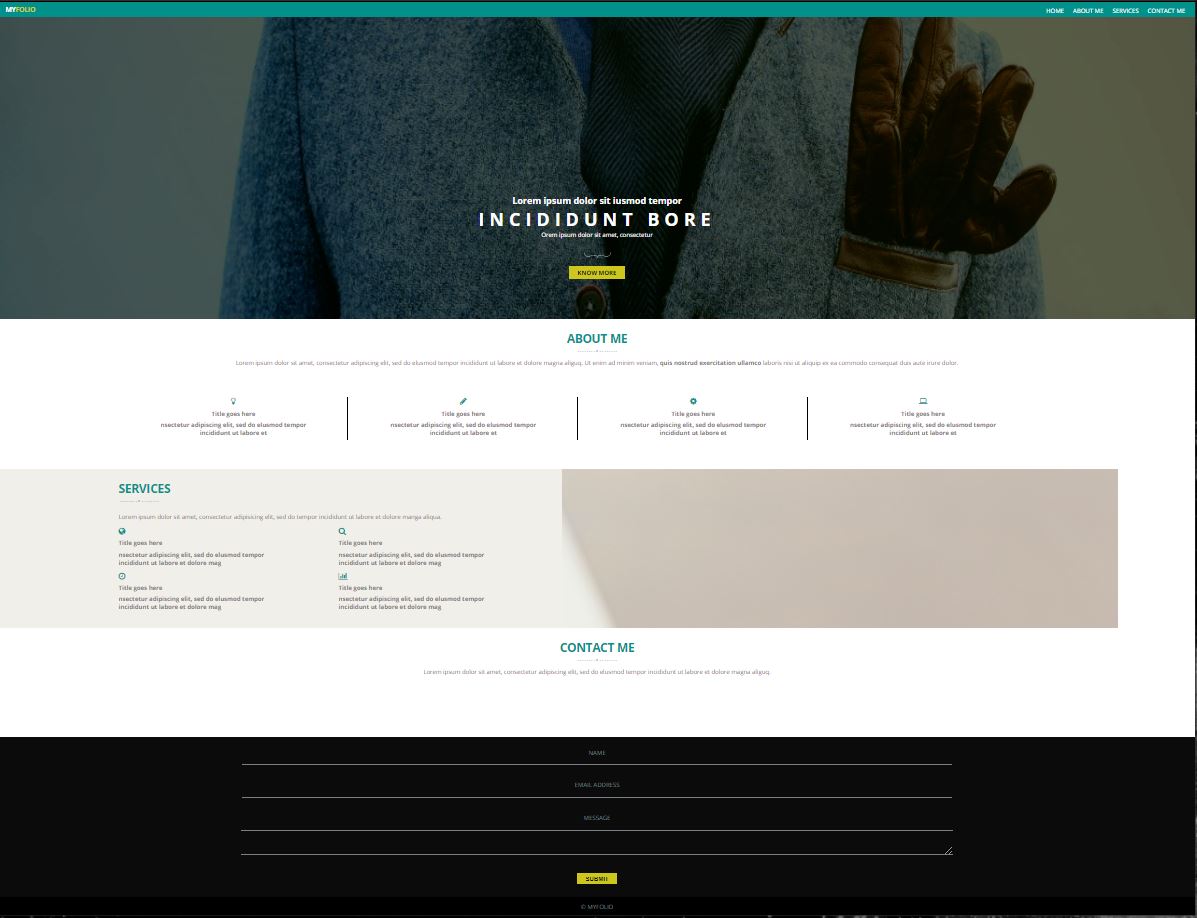 MYFOLIO
HOME ABOUT ME SERVICES CONTACT ME
Lorem ipsum dolor sit iusmod tempor
INCIDIDUNT BORE
Orem ipsum dolor sit amet, consectetur
KNOW MORE
ABOUT ME
Lorem ipsum dolor sit amet, consectetur adipiscing elit, sed do eiusmod tempor incididunt ut labore et dolore magna aliquq. Ut enim ad minim veniam, quis nostrud exercitation ullamco laboris nisi ut aliquip ex ea commodo consequat duis aute irure dolor.
Title goes here
nsectetur adipiscing elit, sed do eiusmod tempor
incididunt ut labore et
Title goes here
nsectetur adipiscing elit, sed do eiusmod tempor
incididunt ut labore et
Title goes here
nsectetur adipiscing elit, sed do eiusmod tempor
incididunt ut labore et
Title goes here
nsectetur adipiscing elit, sed do eiusmod tempor
incididunt ut labore et
SERVICES
Lorem ipsum dolor sit amet, consectetur adipisicing elit, sed do tempor incididunt ut labore et dolore manga aliqua.
Title goes here
nsectetur adipiscing elit, sed do eiusmod tempor
incididunt ut labore et dolore mag
Title goes here
nsectetur adipiscing elit, sed do eiusmod tempor
incididunt ut labore et dolore mag
Title goes here
nsectetur adipiscing elit, sed do eiusmod tempor
incididunt ut labore et dolore mag
Title goes here
nsectetur adipiscing elit, sed do eiusmod tempor
incididunt ut labore et dolore mag
CONTACT ME
Lorem ipsum dolor sit amet, consectetur adipiscing elit, sed do eiusmod tempor incididunt ut labore et dolore magna aliquq.
NAME
EMAIL ADDRESS
MESSAGE
SUBMIT
© MYFOLIO